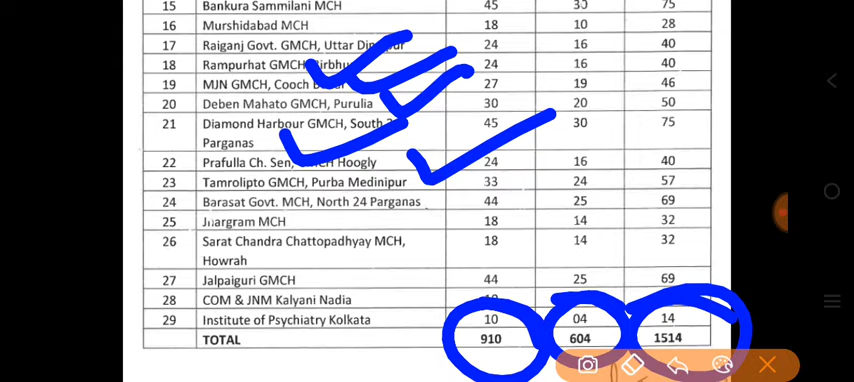 15 Bankura Sammilani MCH 45 30 75
16 Murshidabad MCH 18 10 28
17 Raiganj Govt. GMCH, Uttar 24 16 40
18 Rampurhat GMCH 24 16 40
19 MJN GMCH, Cooch 27 19 46
20 Deben Mahato GMCH, Purulia 30 20 50
21 Diamond Harbour GMCH, South 45 30 75
Parganas
22 Prafulla Ch. Sen, Hoogly 24 16 40
23 Tamrolipto GMCH, Purba Medinipur 33 24 57
24 Barasat Govt. MCH, North 24 Parganas 44 25 69
25 Jhargram MCH 18 14 32
26 Sarat Chandra Chattopadhyay MCH, 18 14 32
Howrah
27 Jalpaiguri GMCH 44 25 69
28 COM & JNM Kalyani Nadia
29 Institute of Psychiatry Kolkata 10 04 14
TOTAL 910 604 1514